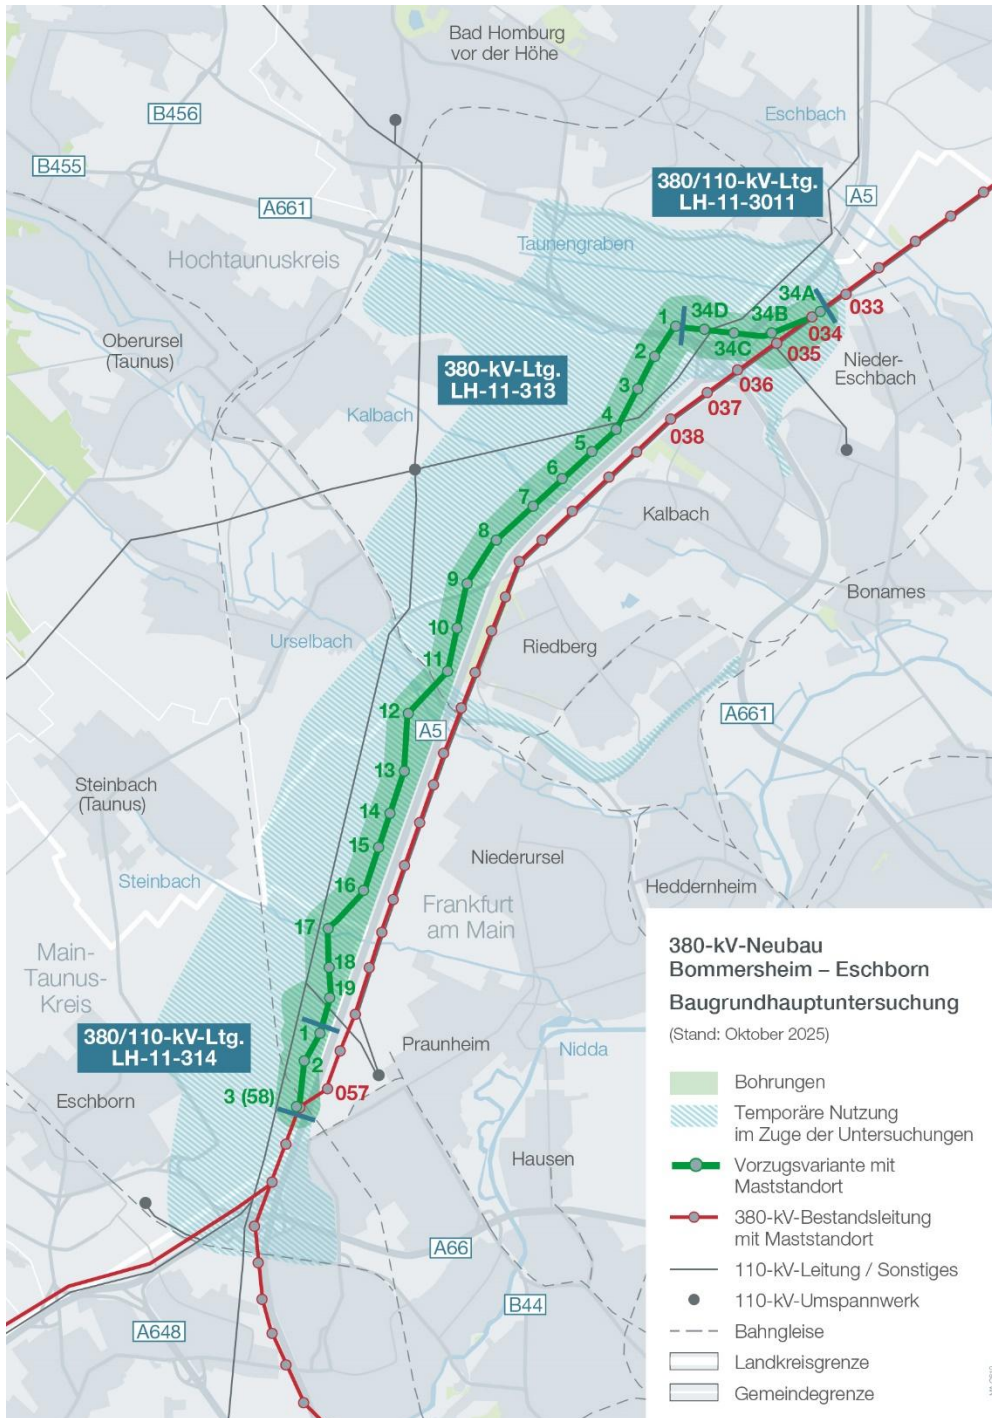 Bad Homburg
vor der Höhe
B456
Eschbach
B455
380/110-kV-Ltg.
LH-11-3011
A5
A661
Taunengraben
Hochtaunuskreis
34A
033
1
34D
34B
034
Oberursel
(Taunus)
34C
035
2
Nieder-
Eschbach
380-kV-Ltg.
LH-11-313
036
3
037
Kalbach
4
038
5
6
7
Kalbach
8
9
Bonames
10
Urselbach
Riedberg
11
12
A5
A661
13
Steinbach
(Taunus)
14
15
Niederursel
Steinbach
16
Heddernheim
Frankfurt
am Main
17
Main-
Taunus-
Kreis
18
19
380/110-kV-Ltg.
LH-11-314
1
Praunheim
Nidda
2
Eschborn
3 (58)
057
Hausen
A66
B44
A648
380-kV-Neubau
Bommersheim – Eschborn
Baugrundhauptuntersuchung
(Stand: Oktober 2025)
Bohrungen
Temporäre Nutzung
im Zuge der Untersuchungen
Vorzugsvariante mit
Maststandort
380-kV-Bestandsleitung
mit Maststandort
110-kV-Leitung / Sonstiges
110-kV-Umspannwerk
Bahngleise
Landkreisgrenze
Gemeindegrenze